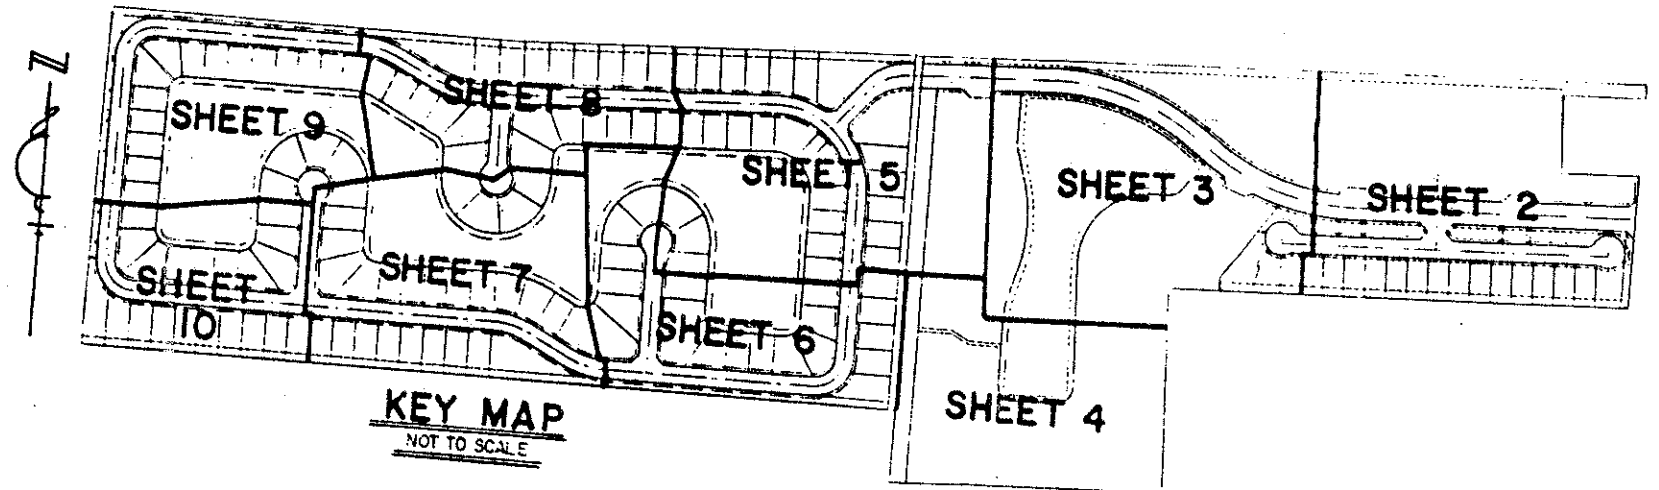 N
SHEET 9
SHEET 8
SHEET 5
SHEET 3
SHEET 2
SHEET 7
SHEET
10
SHEET 6
SHEET 4
KEY MAP
NOT TO SCALE